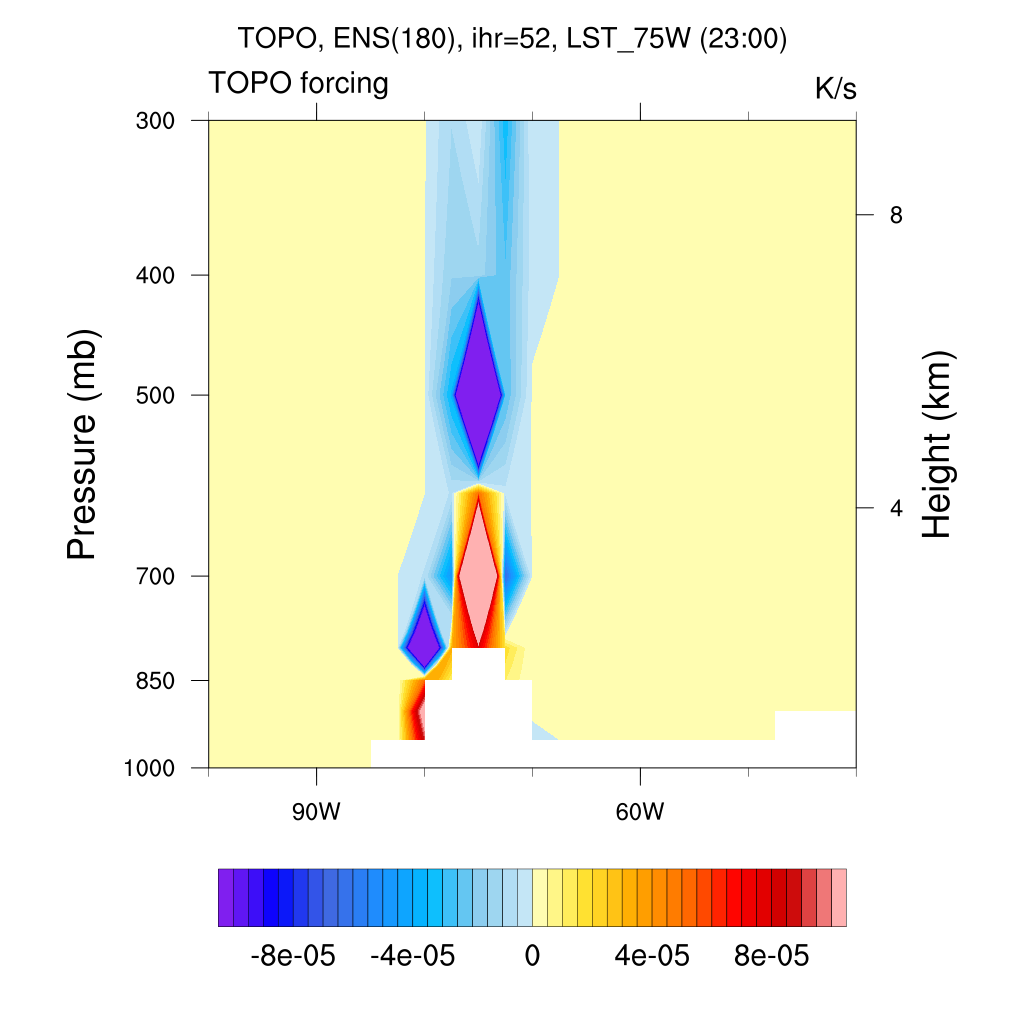 TOPO, ENS(180), ihr=52, LST_75W (23:00)
TOPO forcing
K/s
300
400
500
700
850
1000
Pressure (mb)
8
4
Height (km)
90W
60W
-8e-05
-4e-05
0
4e-05
8e-05